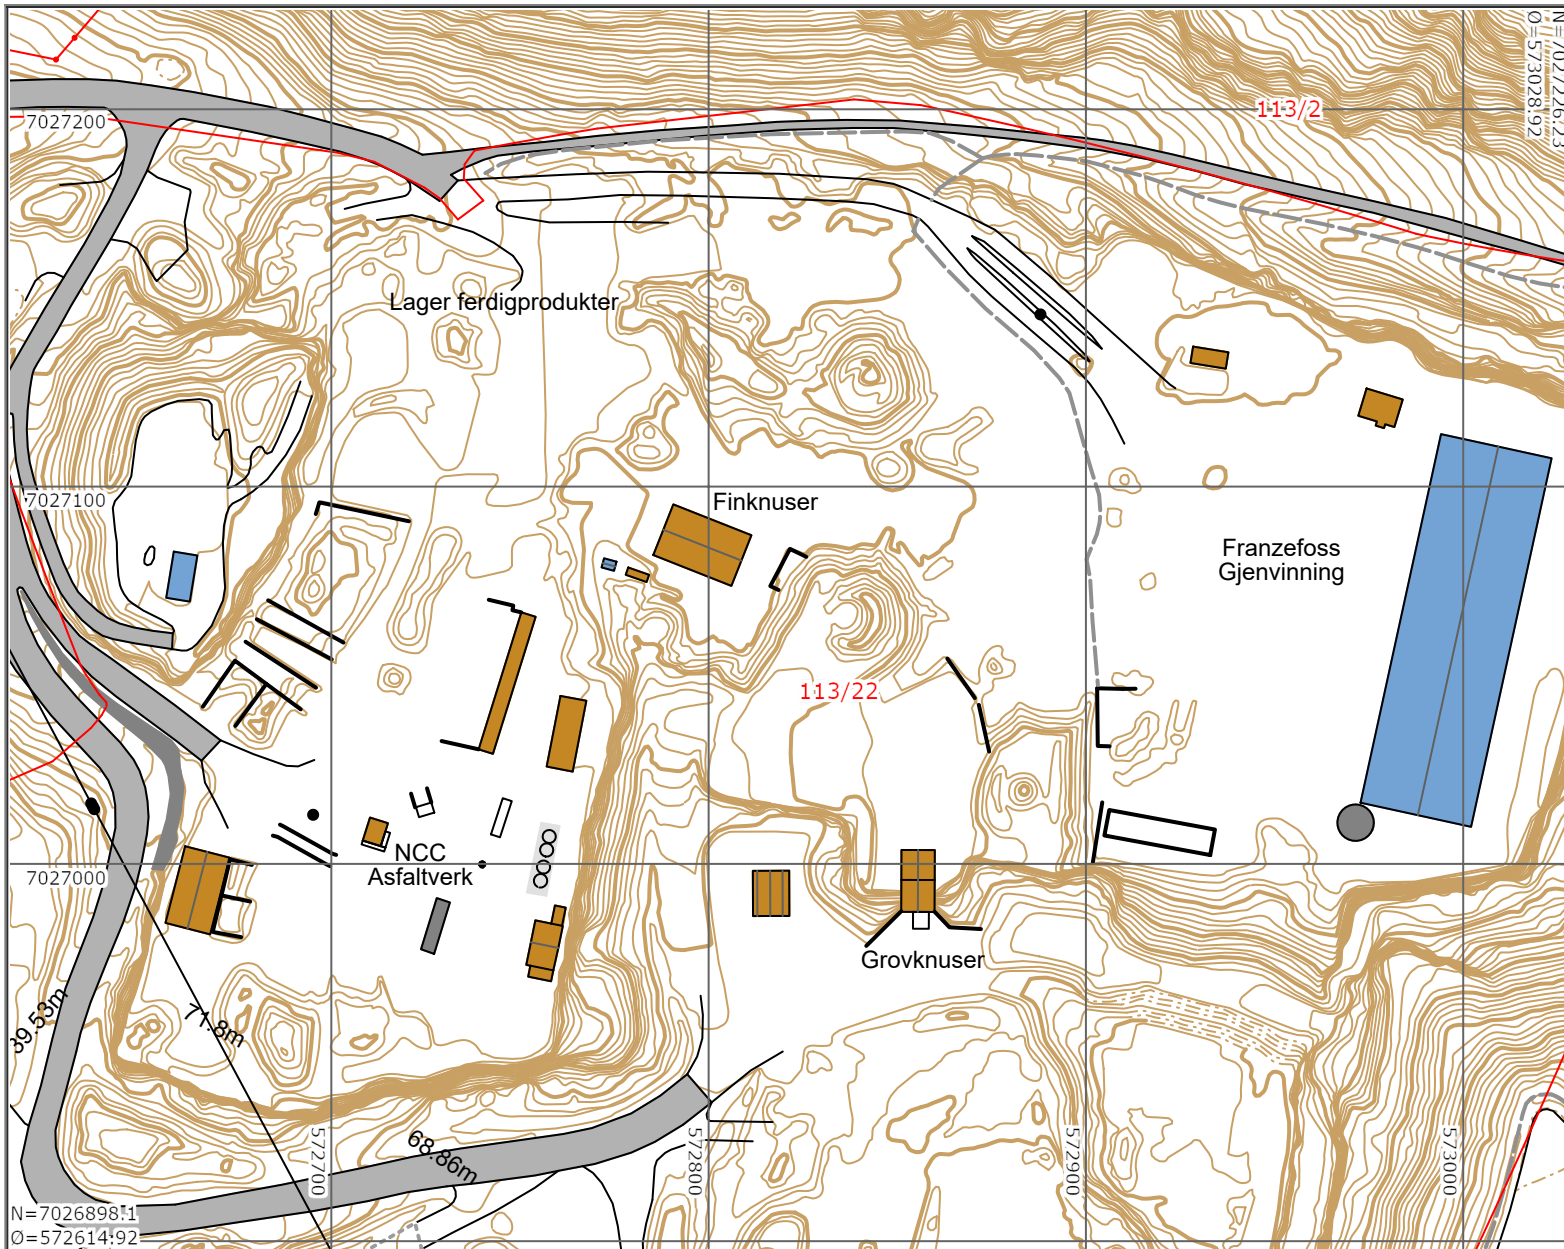 N=7027226.23
Ø=573028.92
113/2
7027200
Lager ferdigprodukter
7027100
Finknuser
Franzefoss
Gjenvinning
113/22
NCC
Asfaltverk
7027000
Grovknuser
39.53m
71.8m
68.86m
572700
572800
572900
573000
N=7026898.1
Ø=572614.92